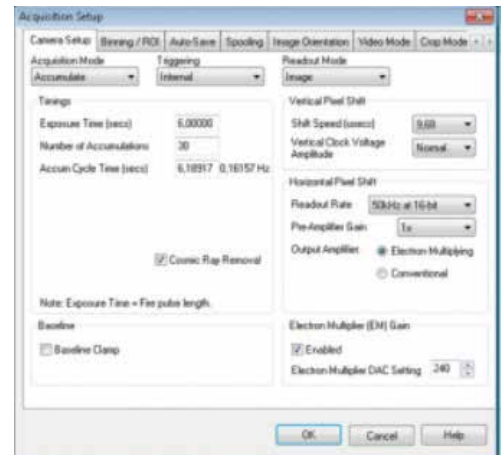 Acquisition Setup
Camera Setup Binning / ROI Auto-Save Spooling Image Orientation Video Mode Crop Mode
Acquisition Mode Triggering Readout Mode
Accumulate Internal Image
Timings
Exposure Time (secs) 6,00000
Number of Accumulations 30
Accum Cycle Time (secs) 6,18917 0,16157 Hz
Cosmic Ray Removal
Note: Exposure Time = Fire pulse length.
Vertical Pixel Shift
Shift Speed (usecs) 9.60
Vertical Clock Voltage
Amplitude
Normal
Horizontal Pixel Shift
Readout Rate 50kHz at 16-bit
Pre-Amplifier Gain 1x
Output Amplifier Electron Multiplying
Conventional
Baseline
Baseline Clamp
Electron Multiplier (EM) Gain
Enabled
Electron Multiplier DAC Setting 240
OK Cancel Help